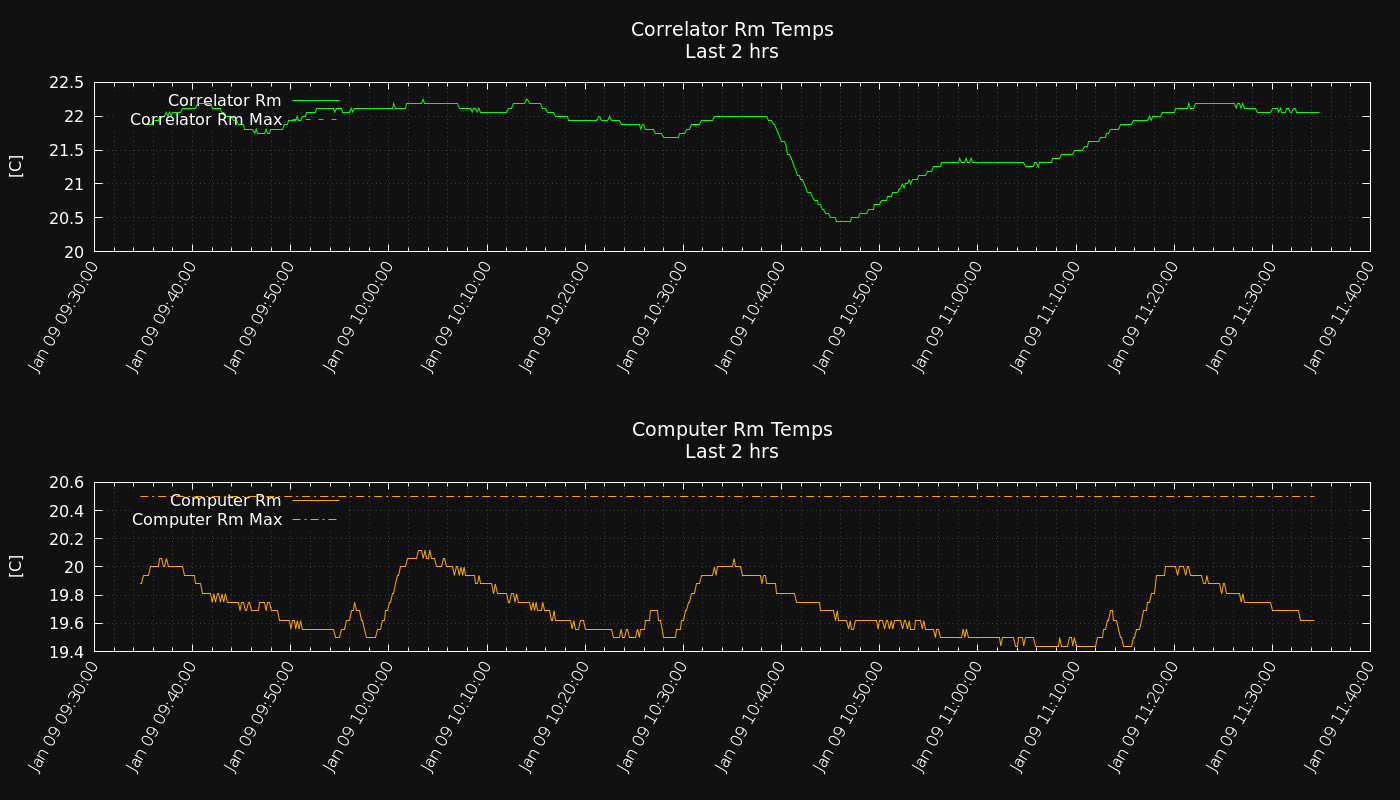 Correlator Rm Temps
Last 2 hrs
22.5
22
21.5
21
20.5
20
[C]
Correlator Rm
Correlator Rm Max
Jan 09 09:30:00
Jan 09 09:40:00
Jan 09 09:50:00
Jan 09 10:00:00
Jan 09 10:10:00
Jan 09 10:20:00
Jan 09 10:30:00
Jan 09 10:40:00
Jan 09 10:50:00
Jan 09 11:00:00
Jan 09 11:10:00
Jan 09 11:20:00
Jan 09 11:30:00
Jan 09 11:40:00
Computer Rm Temps
Last 2 hrs
20.6
20.4
20.2
20
19.8
19.6
19.4
[C]
Computer Rm
Computer Rm Max
Jan 09 09:30:00
Jan 09 09:40:00
Jan 09 09:50:00
Jan 09 10:00:00
Jan 09 10:10:00
Jan 09 10:20:00
Jan 09 10:30:00
Jan 09 10:40:00
Jan 09 10:50:00
Jan 09 11:00:00
Jan 09 11:10:00
Jan 09 11:20:00
Jan 09 11:30:00
Jan 09 11:40:00